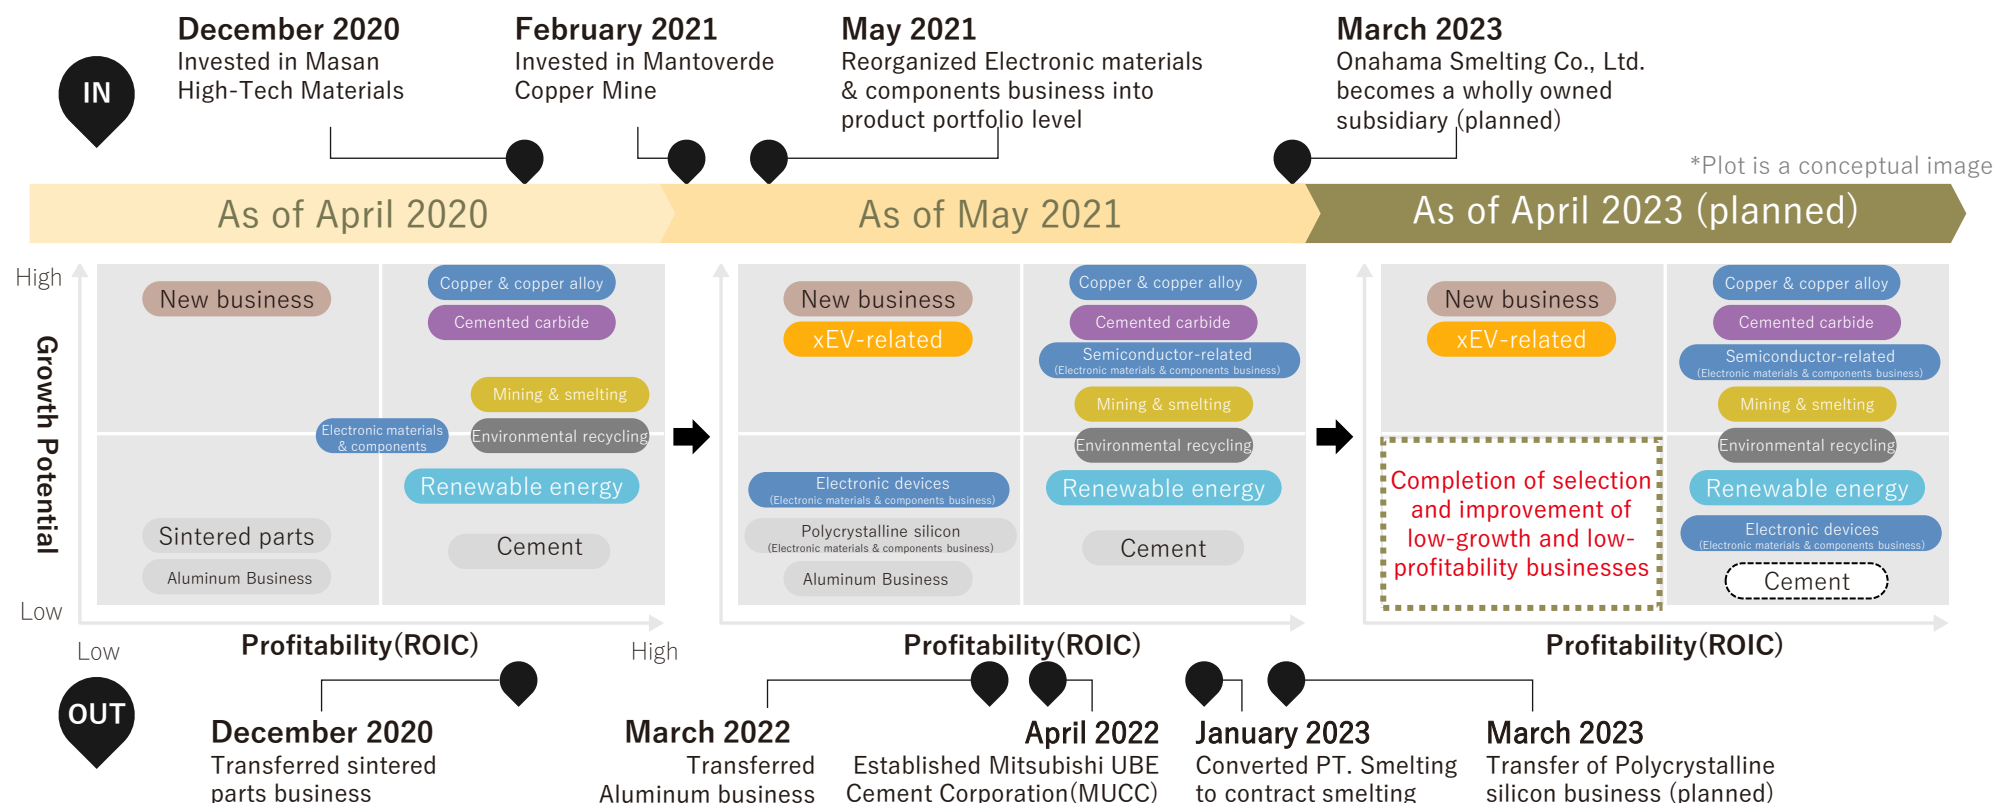 IN
December 2020
Invested in Masan
High-Tech Materials
February 2021
Invested in Mantoverde
Copper Mine
May 2021
Reorganized Electronic materials
& components business into
product portfolio level
March 2023
Onahama Smelting Co., Ltd.
becomes a wholly owned
subsidiary (planned)
*Plot is a conceptual image
As of April 2020
As of May 2021
As of April 2023 (planned)
High
Growth Potential
Low
New business
Copper & copper alloy
Cemented carbide
Mining & smelting
Electronic materials
& components
Environmental recycling
Renewable energy
Sintered parts
Aluminum Business
Cement
Low
Profitability(ROIC)
High
New business
xEV-related
Copper & copper alloy
Cemented carbide
Semiconductor-related
(Electronic materials & components business)
Mining & smelting
Environmental recycling
Electronic devices
(Electronic materials & components business)
Renewable energy
Polycrystalline silicon
(Electronic materials & components business)
Cement
Aluminum Business
Profitability(ROIC)
New business
xEV-related
Copper & copper alloy
Cemented carbide
Semiconductor-related
(Electronic materials & components business)
Mining & smelting
Environmental recycling
Completion of selection
and improvement of
low-growth and low-
profitability businesses
Renewable energy
Electronic devices
(Electronic materials & components business)
Cement
Profitability(ROIC)
OUT
December 2020
Transferred sintered
parts business
March 2022
Transferred
Aluminum business
April 2022
Established Mitsubishi UBE
Cement Corporation(MUCC)
January 2023
Converted PT. Smelting
to contract smelting
March 2023
Transfer of Polycrystalline
silicon business (planned)